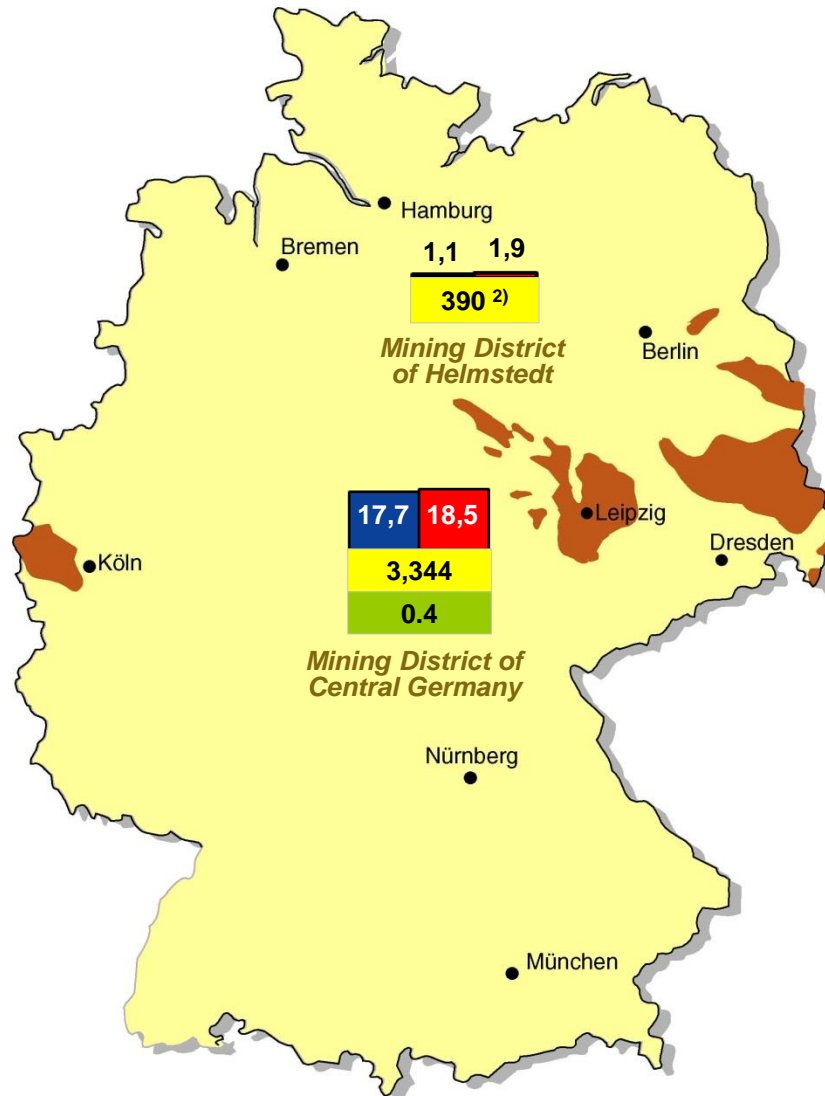 Hamburg
Bremen
1,1 1,9
390 2)
Mining District
of Helmstedt
Berlin
17,7 18,5
Leipzig
Dresden
Köln
3,344
0.4
Mining District of
Central Germany
Nürnberg
München